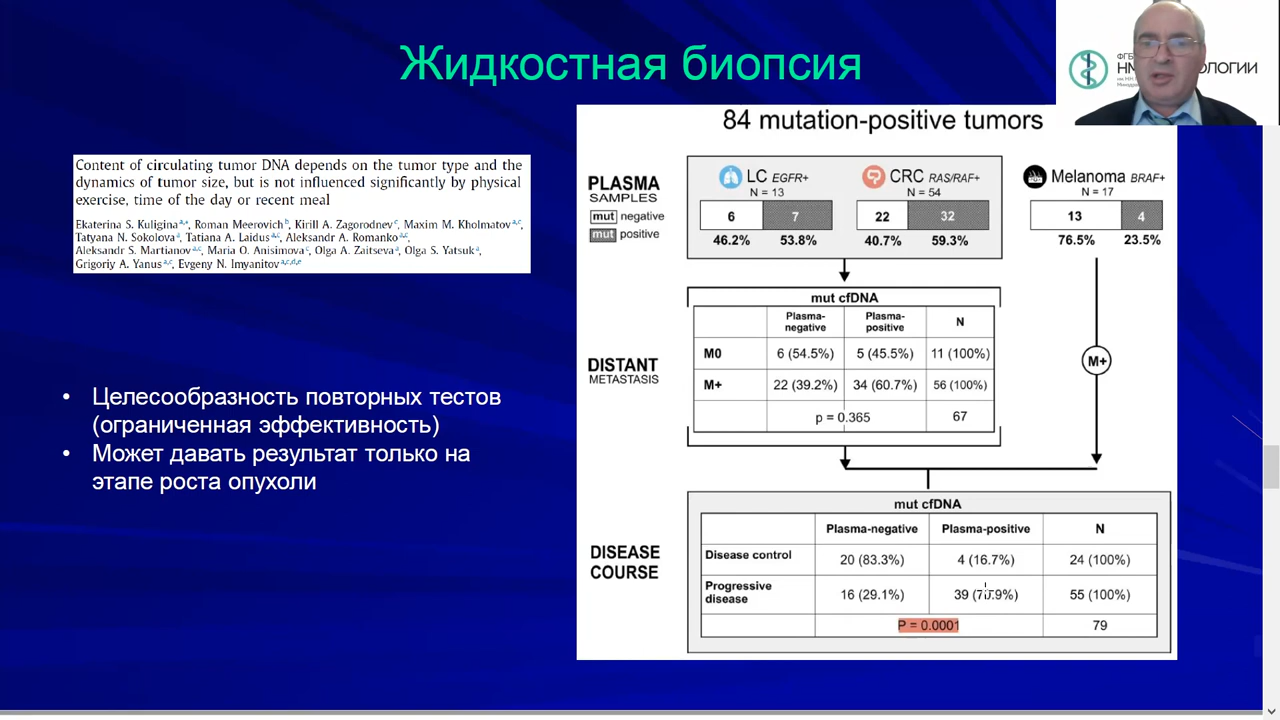 Жидкостная биопсия
ФГБ
НМ ОЛОГИИ
Content of circulating tumor DNA depends on the tumor type and the
dynamics of tumor size, but is not influenced significantly by physical
exercise, time of the day or recent meal
Ekaterina S. Kuligina a,*, Roman Meerovich b, Kirill A. Zagorodnev c, Maxim M. Kholmatov a,c,
Tatyana N. Sokolova a, Tatiana A. Laidus a,c, Aleksandr A. Romanko a,c,
Aleksandr S. Martianov a,c, Maria O. Anisimova c, Olga A. Zaitseva a, Olga S. Yatsuk a,
Grigoriy A. Yanus a,c, Evgeny N. Imyanitov a,c,d,e
• Целесообразность повторных тестов
(ограниченная эффективность)
• Может давать результат только на
этапе роста опухоли
84 mutation-positive tumors
PLASMA
SAMPLES
mut negative
mut positive
LC EGFR+
N = 13
6 7
46.2% 53.8%
CRC RAS/RAF+
N = 54
22 32
40.7% 59.3%
Melanoma BRAF+
N = 17
13 4
76.5% 23.5%
DISTANT
METASTASIS
mut cfDNA
Plasma-negative Plasma-positive N
M0 6 (54.5%) 5 (45.5%) 11 (100%)
M+ 22 (39.2%) 34 (60.7%) 56 (100%)
p = 0.365 67
M+
DISEASE
COURSE
mut cfDNA
Plasma-negative Plasma-positive N
Disease control 20 (83.3%) 4 (16.7%) 24 (100%)
Progressive disease 16 (29.1%) 39 (70.9%) 55 (100%)
P = 0.0001 79